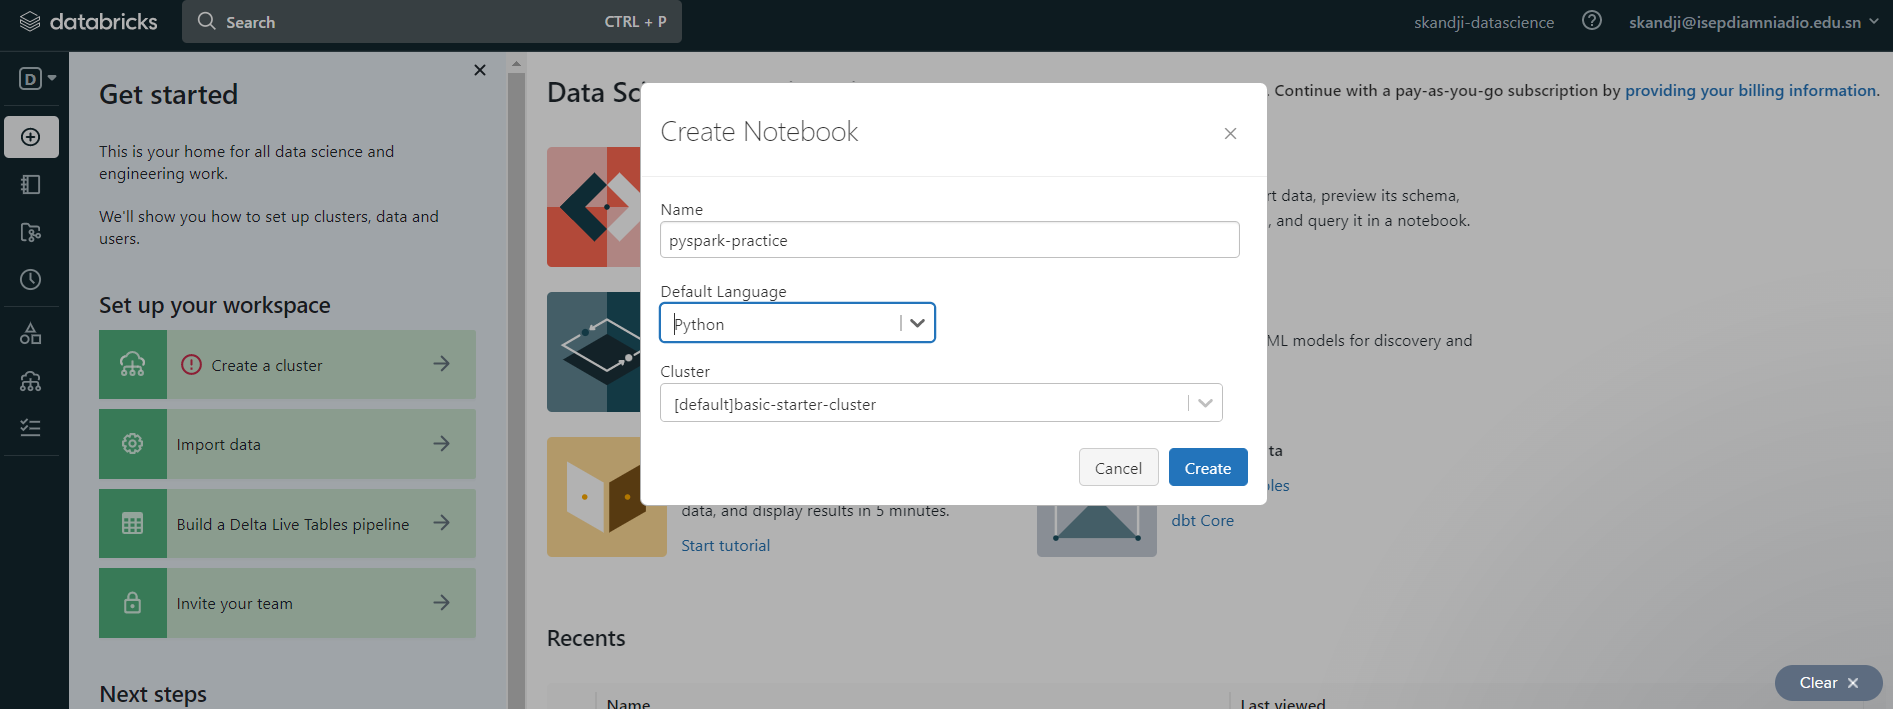 databricks
Search CTRL + P
skandji-datascience
skandji@isepdiamniadio.edu.sn
D
Get started
This is your home for all data science and
engineering work.
We'll show you how to set up clusters, data and
users.
Set up your workspace
Create a cluster
Import data
Build a Delta Live Tables pipeline
Invite your team
Next steps
Data Sc
. Continue with a pay-as-you-go subscription by providing your billing information.
Create Notebook
Name
pyspark-practice
Default Language
Python
Cluster
[default]basic-starter-cluster
Cancel
Create
rt data, preview its schema,
, and query it in a notebook.
ML models for discovery and
ta
les
dbt Core
data, and display results in 5 minutes.
Start tutorial
Recents
Name
Last viewed
Clear